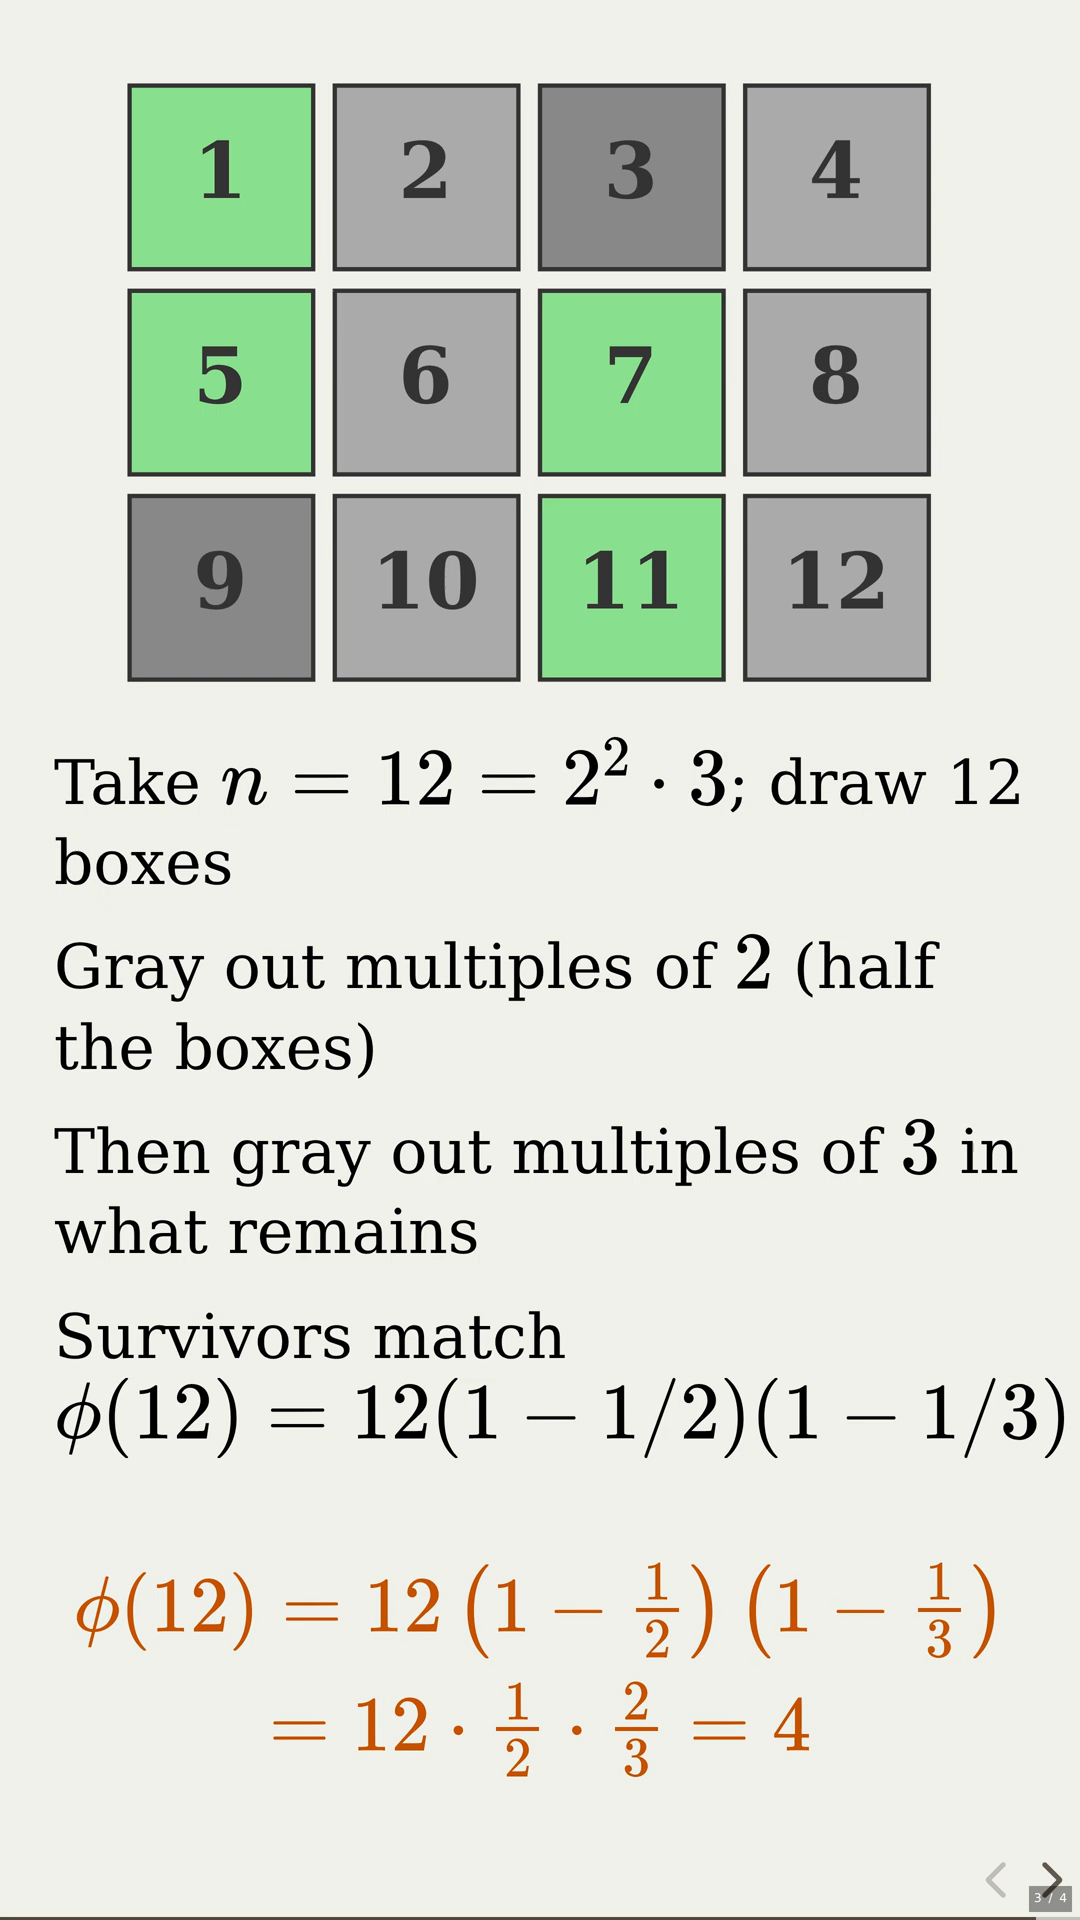 1 2 3 4
5 6 7 8
9 10 11 12
Take n = 12 = 2² · 3; draw 12
boxes
Gray out multiples of 2 (half
the boxes)
Then gray out multiples of 3 in
what remains
Survivors match
ϕ(12) = 12(1 − 1/2)(1 − 1/3)
ϕ(12) = 12 (1 − 1/2) (1 − 1/3)
= 12 · 1/2 · 2/3 = 4
3 / 4